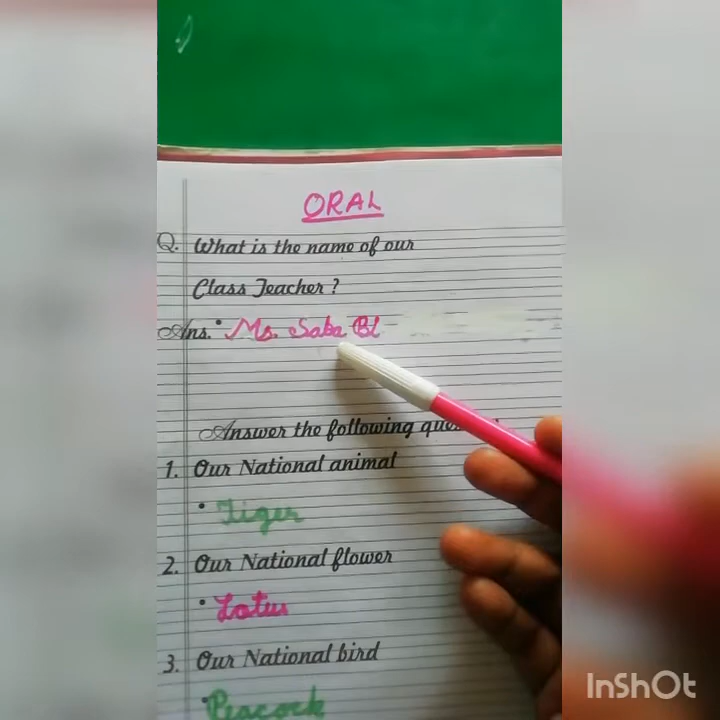 ORAL
Q. What is the name of our
Class Teacher?
Ans. Ms. Saba
Answer the following
1. Our National animal
Tiger
2. Our National flower
Lotus
3. Our National bird
Peacock
InShOt